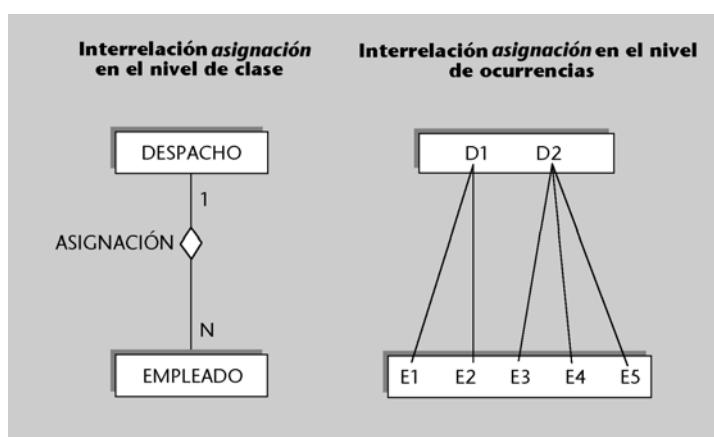 Interrelación asignación
en el nivel de clase
Interrelación asignación en el nivel
de ocurrencias
DESPACHO
1
ASIGNACIÓN
N
EMPLEADO
D1 D2
E1 E2 E3 E4 E5